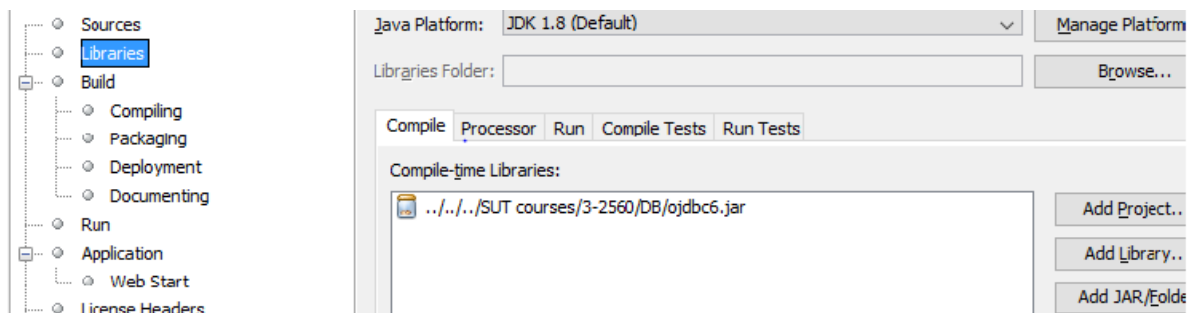 Sources
Libraries
Build
Compiling
Packaging
Deployment
Documenting
Run
Application
Web Start
License Headers
Java Platform: JDK 1.8 (Default) Manage Platform
Libraries Folder: Browse...
Compile Processor Run Compile Tests Run Tests
Compile-time Libraries:
../../../SUT courses/3-2560/DB/ojdbc6.jar
Add Project..
Add Library..
Add JAR/Folde